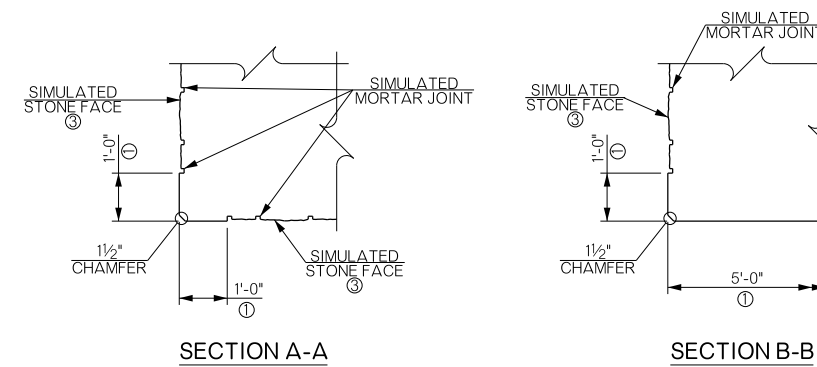 SIMULATED
STONE FACE
③
SIMULATED
MORTAR JOINT
1'-0"
①
1½"
CHAMFER
SIMULATED
STONE FACE
③
1'-0"
①
SECTION A-A
SIMULATED
MORTAR JOINT
SIMULATED
STONE FACE
③
1'-0"
①
1½"
CHAMFER
5'-0"
①
SECTION B-B